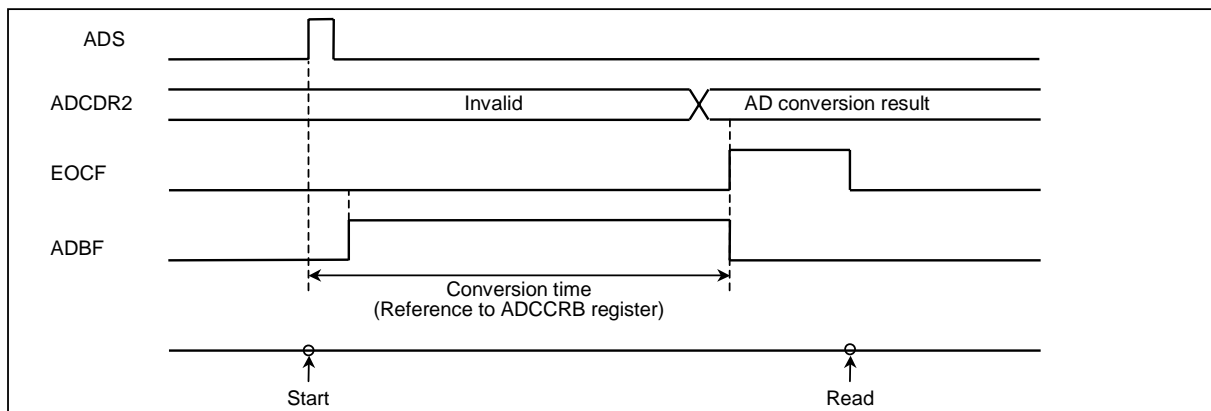 ADS
ADCDR2
Invalid
AD conversion result
EOCF
ADBF
Conversion time
(Reference to ADCCRB register)
Start
Read